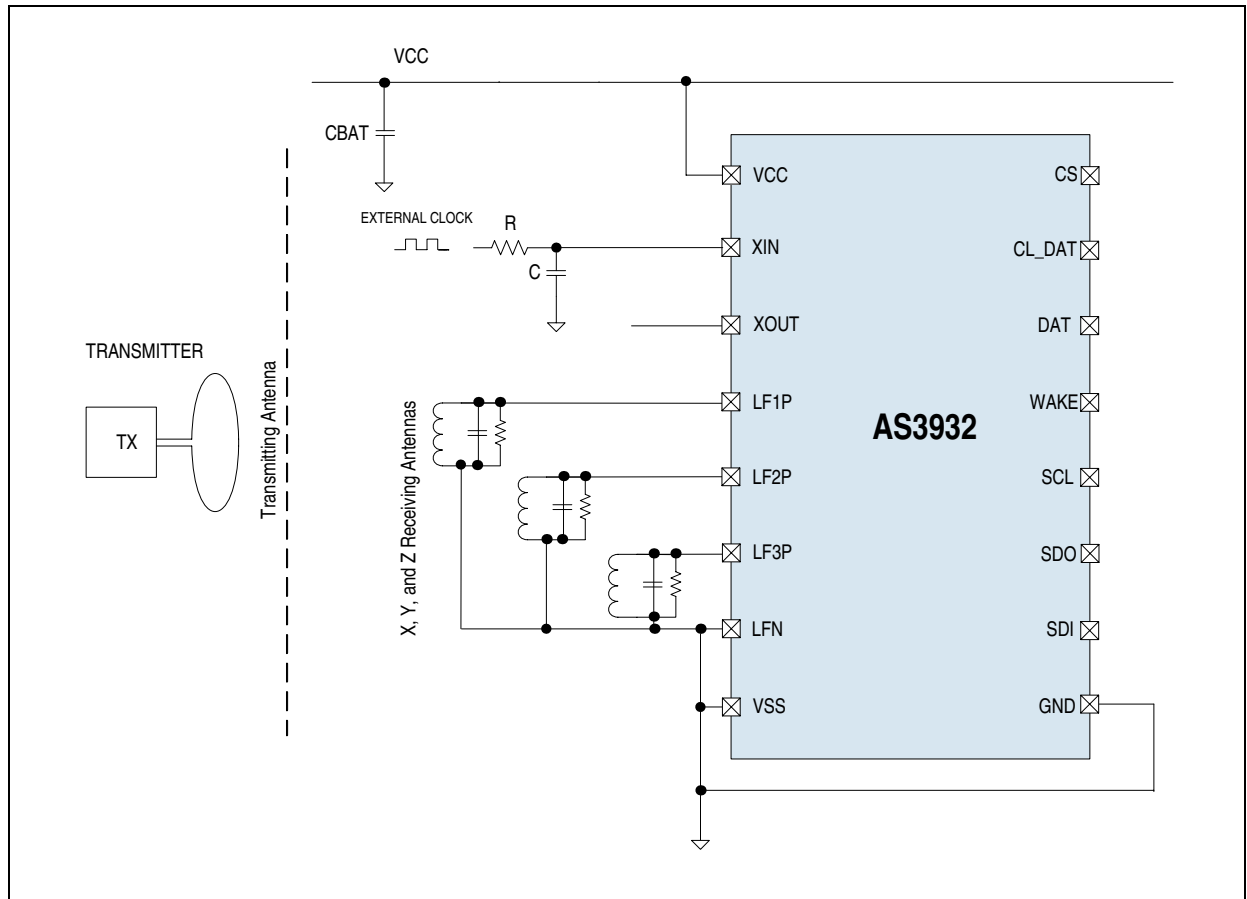 VCC
CBAT
EXTERNAL CLOCK
R
C
TRANSMITTER
TX
Transmitting Antenna
X, Y, and Z Receiving Antennas
VCC
XIN
XOUT
LF1P
LF2P
LF3P
LFN
VSS
AS3932
CS
CL_DAT
DAT
WAKE
SCL
SDO
SDI
GND